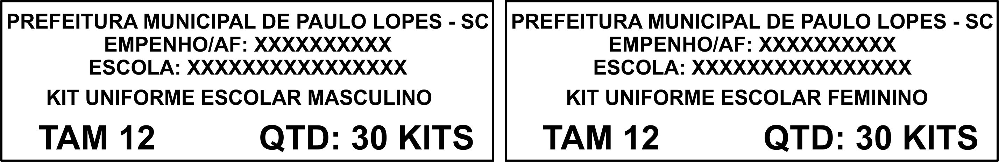 PREFEITURA MUNICIPAL DE PAULO LOPES - SC
EMPENHO/AF: XXXXXXXXXX
ESCOLA: XXXXXXXXXXXXXXXX
KIT UNIFORME ESCOLAR MASCULINO
TAM 12 QTD: 30 KITS
PREFEITURA MUNICIPAL DE PAULO LOPES - SC
EMPENHO/AF: XXXXXXXXXX
ESCOLA: XXXXXXXXXXXXXXXX
KIT UNIFORME ESCOLAR FEMININO
TAM 12 QTD: 30 KITS